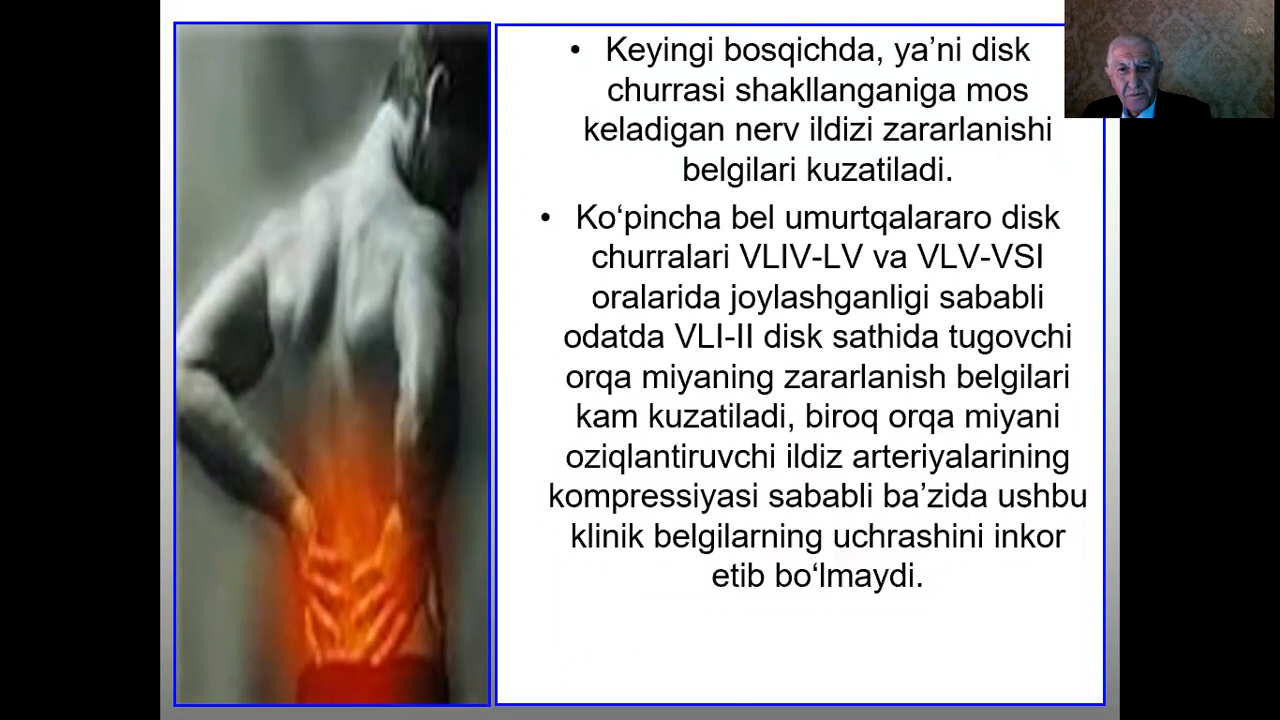 • Keyingi bosqichda, ya’ni disk
churrasi shakllanganiga mos
keladigan nerv ildizi zararlanishi
belgilari kuzatiladi.
• Ko‘pincha bel umurtqalararo disk
churralari VLIV-LV va VLV-VSI
oralarida joylashganligi sababli
odatda VLI-II disk sathida tugovchi
orqa miyaning zararlanish belgilari
kam kuzatiladi, biroq orqa miyani
oziqlantiruvchi ildiz arteriyalarining
kompressiyasi sababli ba’zida ushbu
klinik belgilarning uchrashini inkor
etib bo‘lmaydi.